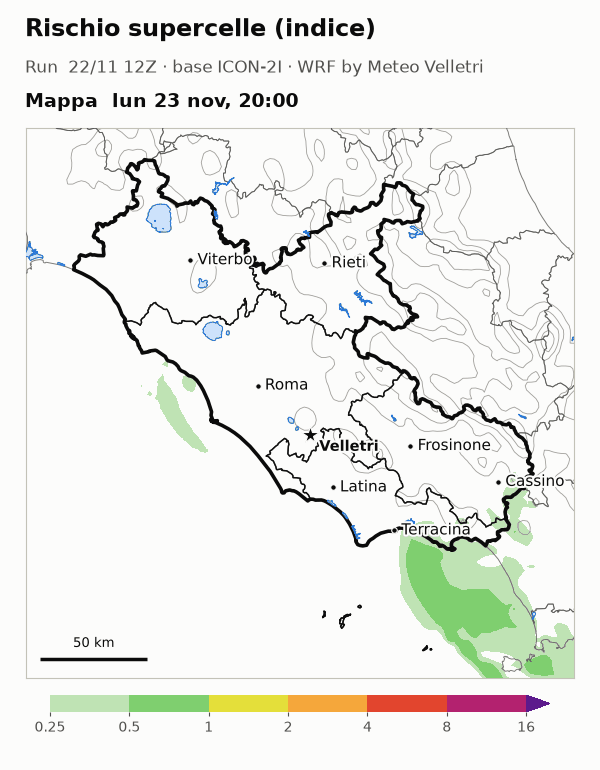 Rischio supercelle (indice)
Run  22/11 12Z · base ICON-2I · WRF by Meteo Velletri
Mappa  lun 23 nov, 20:00
Viterbo
Rieti
Roma
Velletri
Frosinone
Cassino
Latina
Terracina
50 km
0.25 0.5 1 2 4 8 16